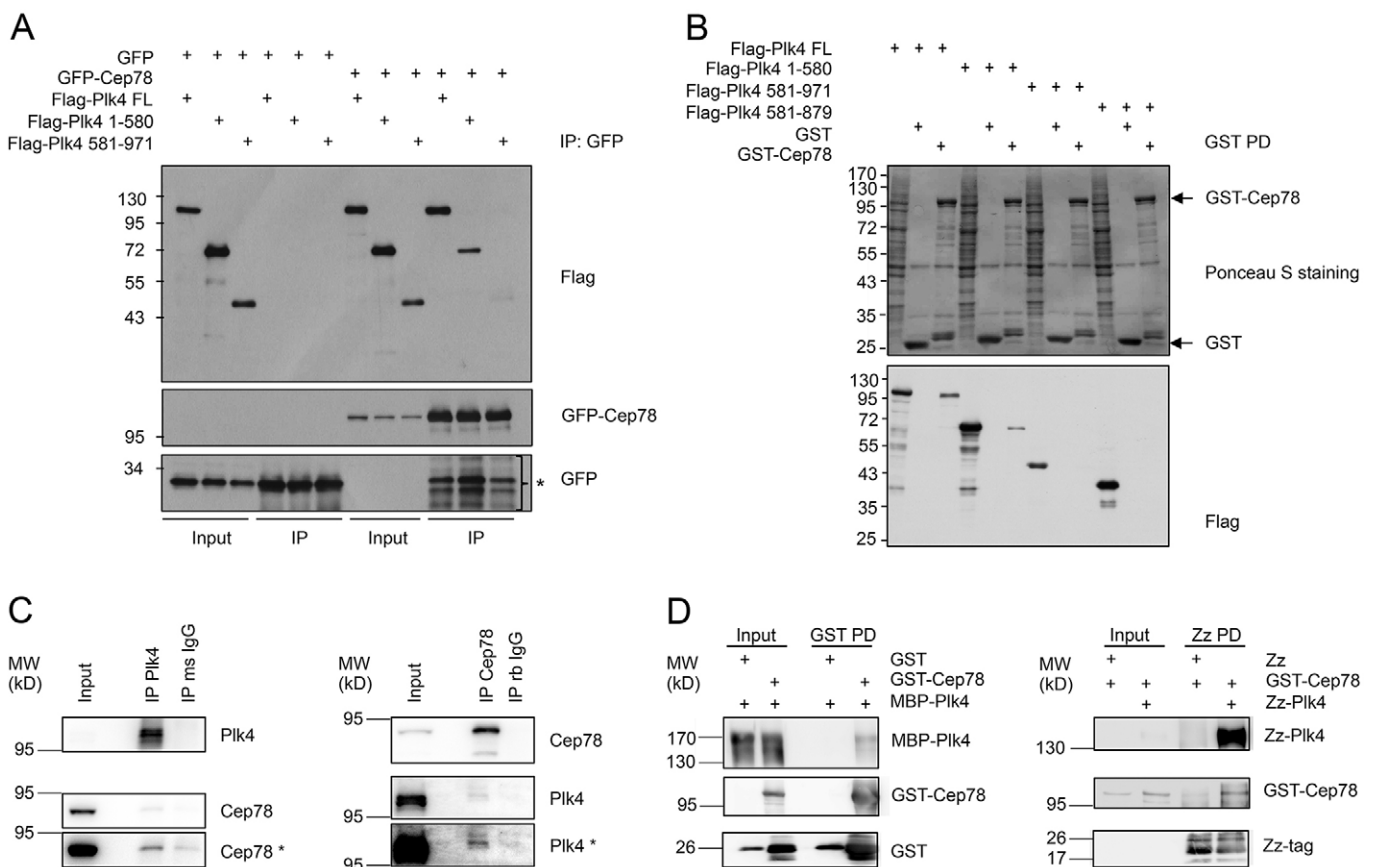 A
GFP + + + + + +
GFP-Cep78 + + + + + +
Flag-Plk4 FL + + + +
Flag-Plk4 1-580 + + + +
Flag-Plk4 581-971 + + + +
IP: GFP
130
95
72
55
43
Flag
95
GFP-Cep78
34
* GFP
Input IP Input IP
B
Flag-Plk4 FL + + +
Flag-Plk4 1-580 + + +
Flag-Plk4 581-971 + + +
Flag-Plk4 581-879 + + +
GST + + + +
GST-Cep78 + + + +
GST PD
170
130
95
72
55
43
35
25
GST-Cep78
Ponceau S staining
GST
130
95
72
55
43
35
25
Flag
C
MW
(kD)
Input
IP Plk4
IP ms IgG
95
Plk4
Cep78
95
Cep78 *
MW
(kD)
Input
IP Cep78
IP rb IgG
95
Cep78
Plk4
95
Plk4 *
95
D
Input GST PD
MW
(kD)
+ + GST
+ + GST-Cep78
+ + + + MBP-Plk4
170
130
MBP-Plk4
95
GST-Cep78
26
GST
Input Zz PD
MW
(kD)
+ + Zz
+ + + + GST-Cep78
+ + Zz-Plk4
130
Zz-Plk4
95
GST-Cep78
26
17
Zz-tag